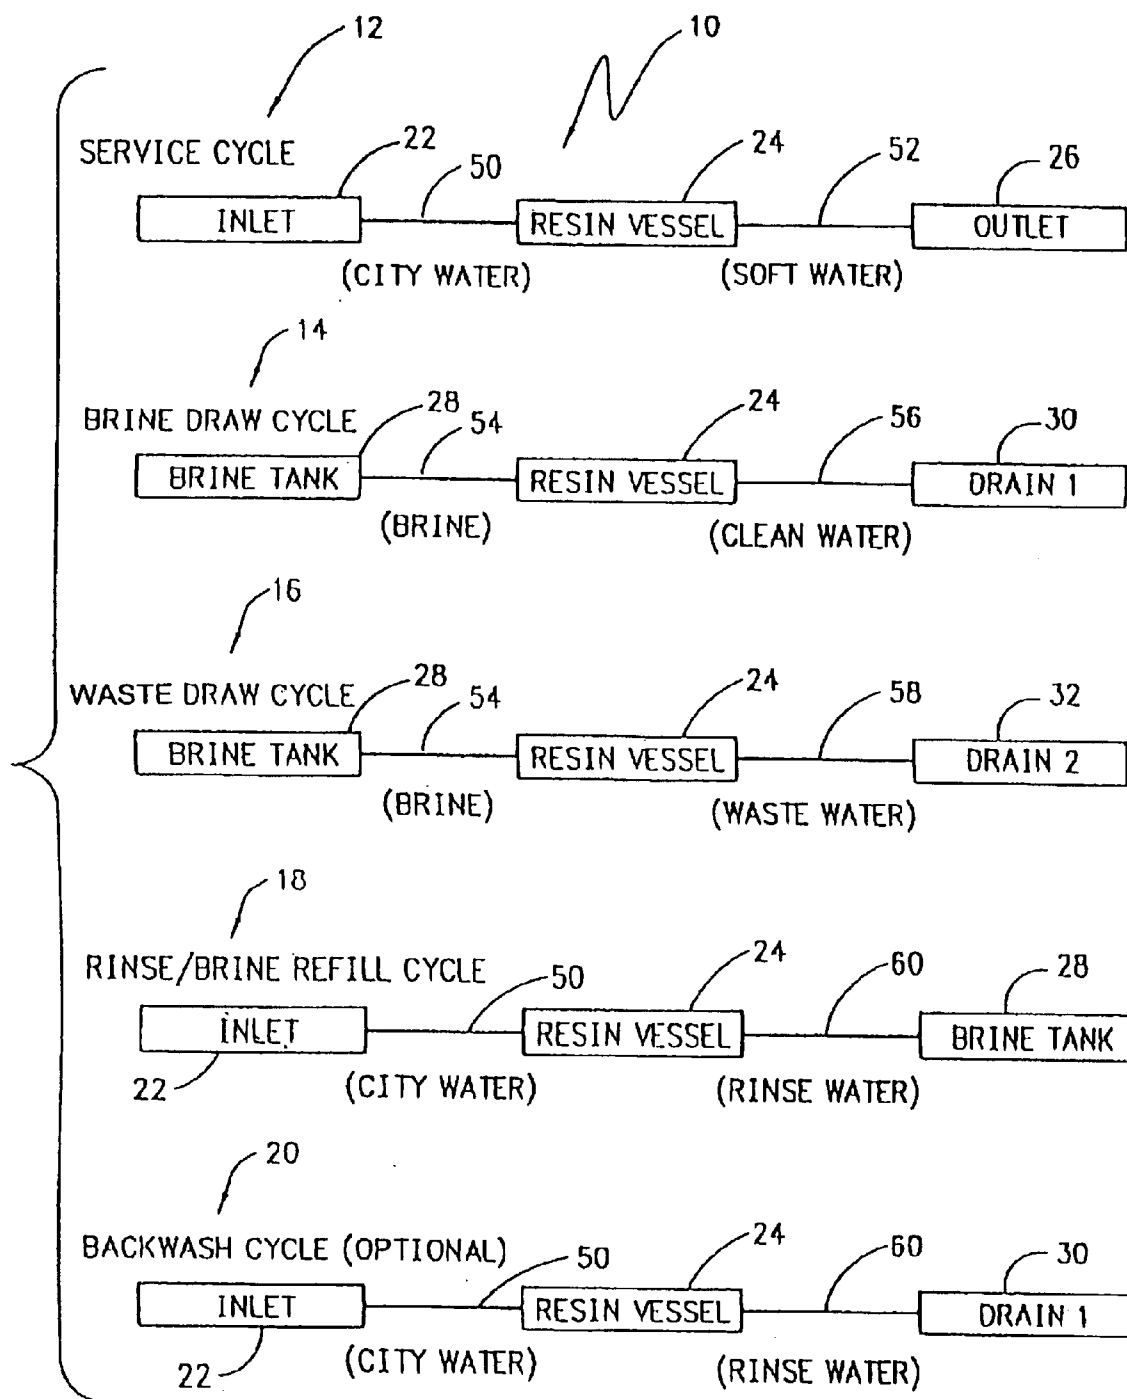 12
10
SERVICE CYCLE
22
50
24
52
26
INLET
RESIN VESSEL
OUTLET
(CITY WATER)
(SOFT WATER)
14
BRINE DRAW CYCLE
28
54
24
56
30
BRINE TANK
RESIN VESSEL
DRAIN 1
(BRINE)
(CLEAN WATER)
16
WASTE DRAW CYCLE
28
54
24
58
32
BRINE TANK
RESIN VESSEL
DRAIN 2
(BRINE)
(WASTE WATER)
18
RINSE/BRINE REFILL CYCLE
50
24
60
28
INLET
RESIN VESSEL
BRINE TANK
22
(CITY WATER)
(RINSE WATER)
20
BACKWASH CYCLE (OPTIONAL)
50
24
60
30
INLET
RESIN VESSEL
DRAIN 1
22
(CITY WATER)
(RINSE WATER)